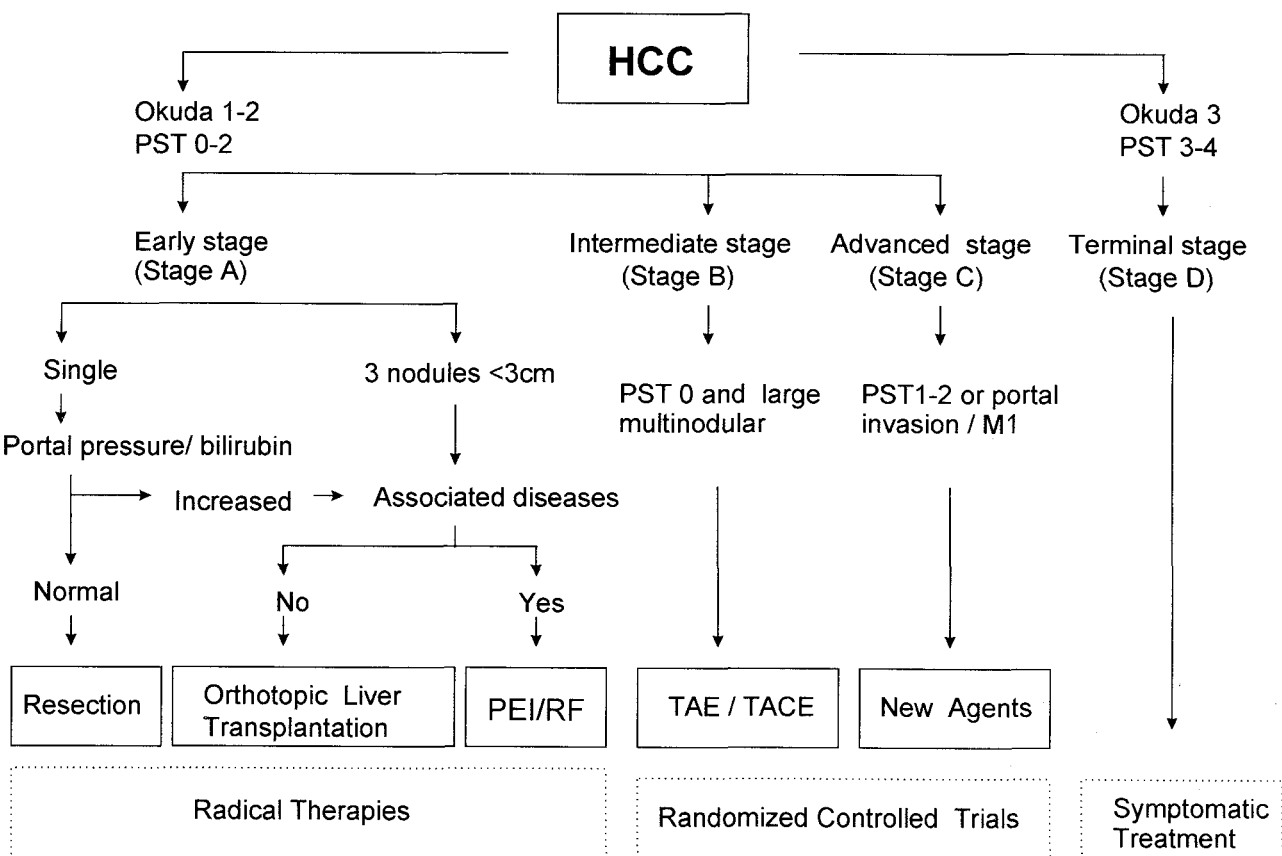 HCC
Okuda 1-2
PST 0-2
Okuda 3
PST 3-4
Early stage
(Stage A)
Intermediate stage
(Stage B)
Advanced stage
(Stage C)
Terminal stage
(Stage D)
Single
3 nodules <3cm
PST 0 and large
multinodular
PST1-2 or portal
invasion / M1
Portal pressure/ bilirubin
Increased
Associated diseases
Normal
No
Yes
Resection
Orthotopic Liver
Transplantation
PEI/RF
TAE / TACE
New Agents
Radical Therapies
Randomized Controlled Trials
Symptomatic
Treatment